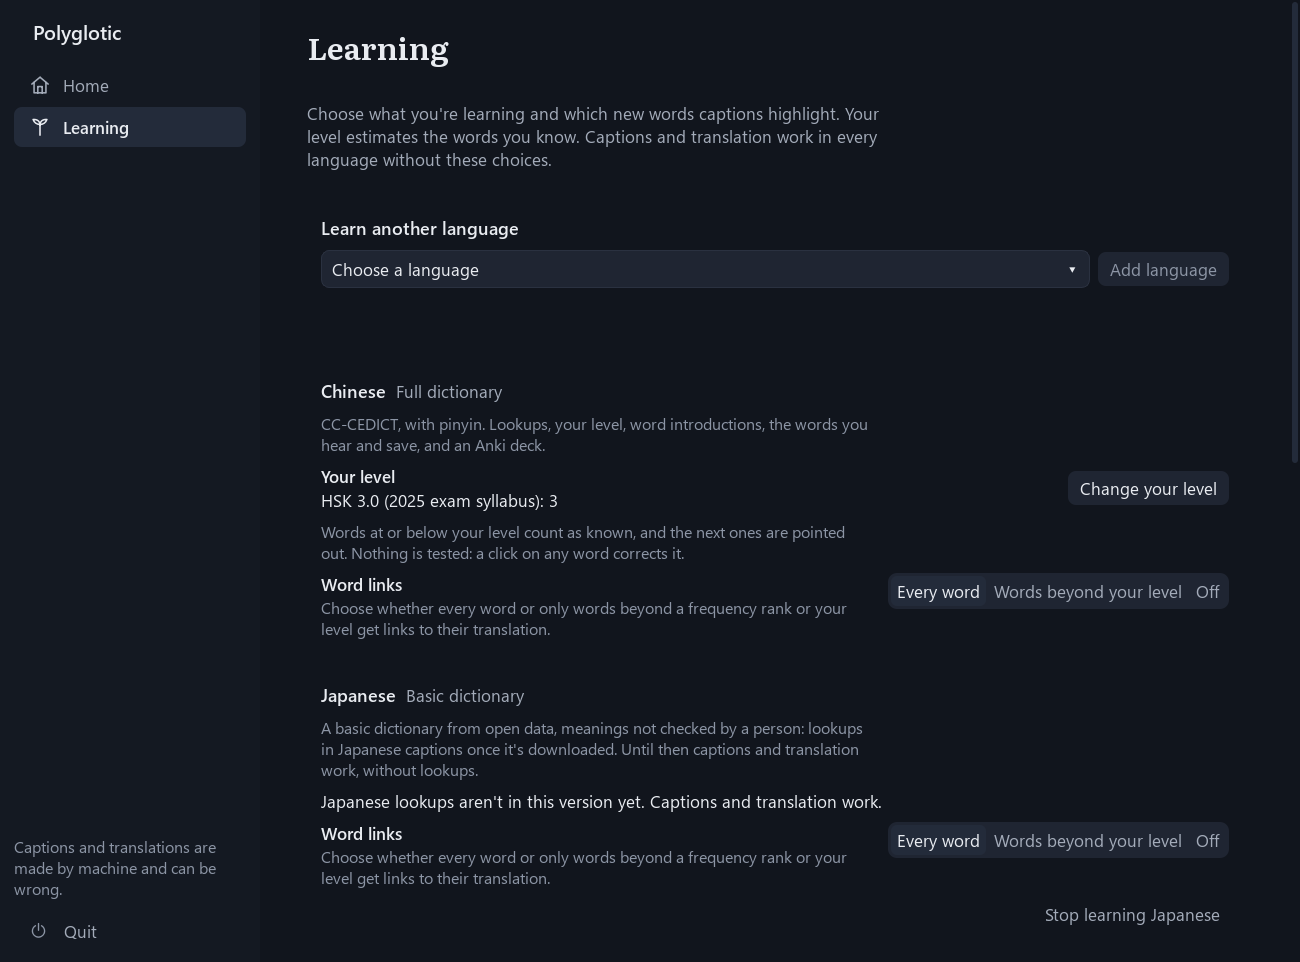 Polyglotic
Home
Learning
Captions and translations are
made by machine and can be
wrong.
Quit
Learning
Choose what you're learning and which new words captions highlight. Your
level estimates the words you know. Captions and translation work in every
language without these choices.
Learn another language
Choose a language
Add language
Chinese Full dictionary
CC-CEDICT, with pinyin. Lookups, your level, word introductions, the words you
hear and save, and an Anki deck.
Your level
HSK 3.0 (2025 exam syllabus): 3
Change your level
Words at or below your level count as known, and the next ones are pointed
out. Nothing is tested: a click on any word corrects it.
Word links
Choose whether every word or only words beyond a frequency rank or your
level get links to their translation.
Every word Words beyond your level Off
Japanese Basic dictionary
A basic dictionary from open data, meanings not checked by a person: lookups
in Japanese captions once it's downloaded. Until then captions and translation
work, without lookups.
Japanese lookups aren't in this version yet. Captions and translation work.
Word links
Choose whether every word or only words beyond a frequency rank or your
level get links to their translation.
Every word Words beyond your level Off
Stop learning Japanese